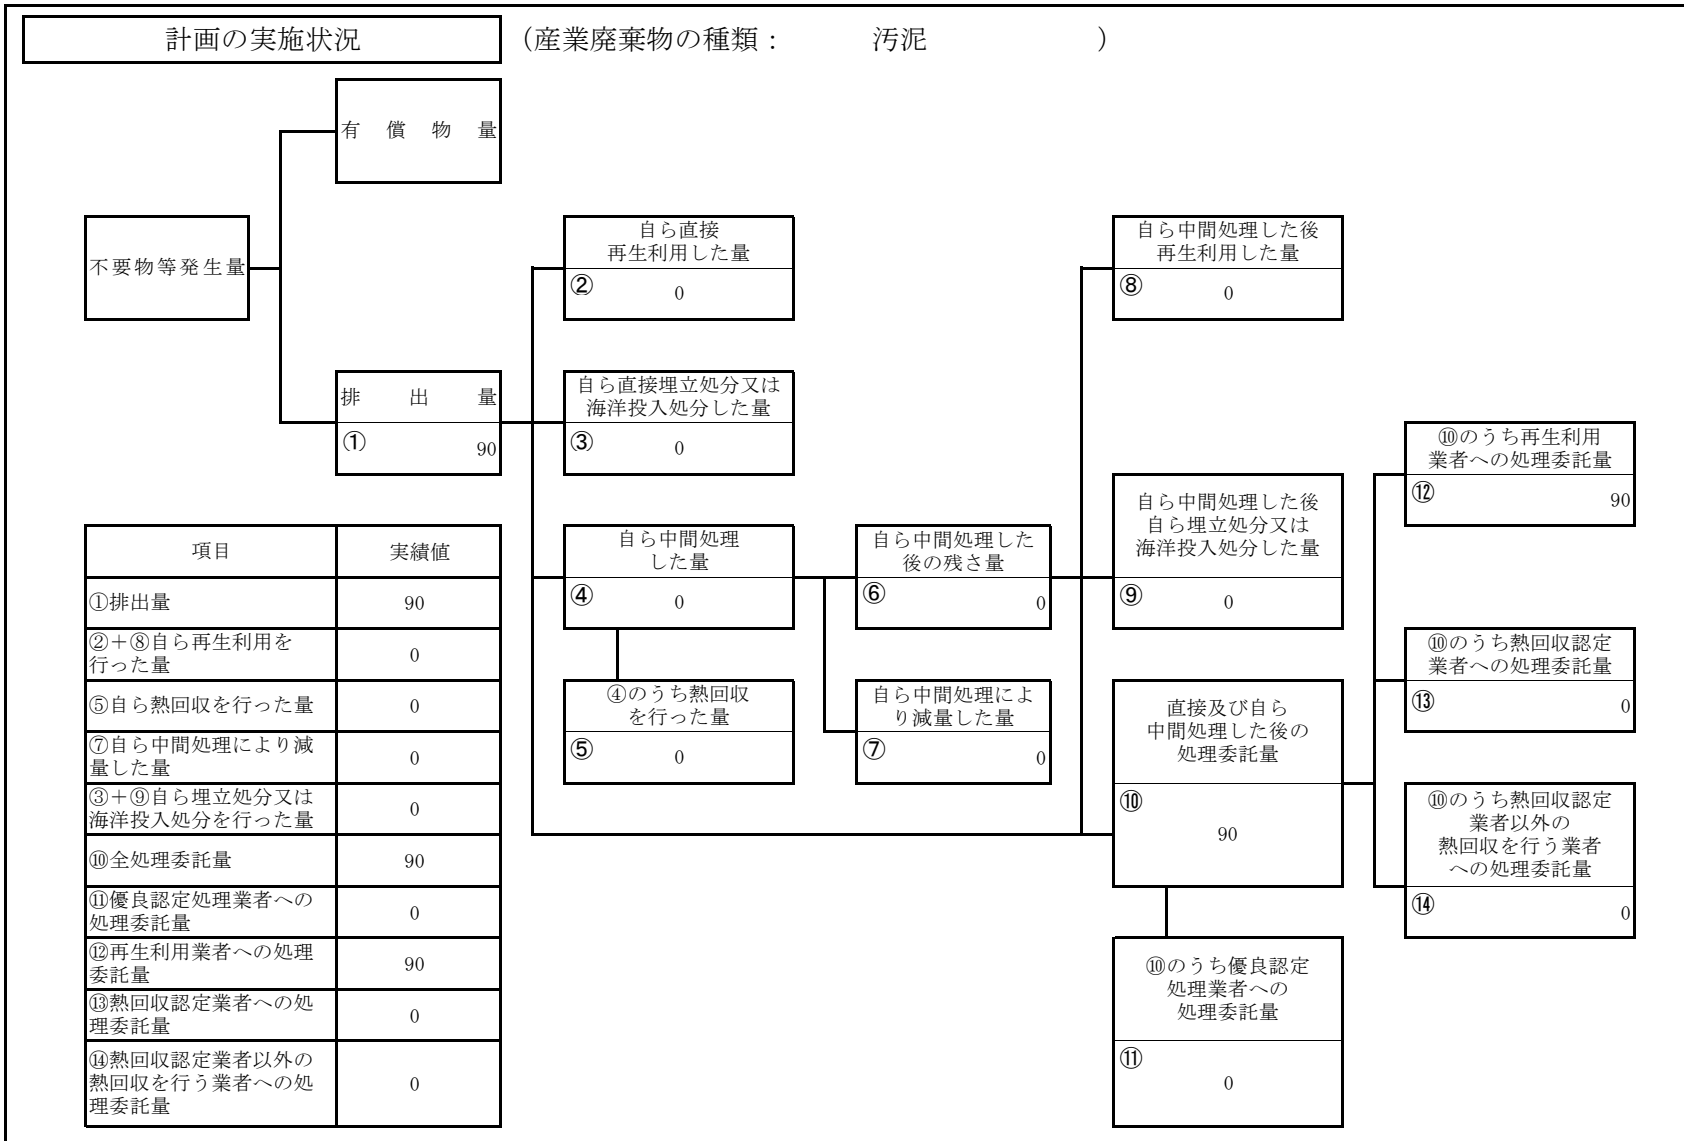 計画の実施状況
（産業廃棄物の種類： 汚泥 ）
有償物量
不要物等発生量
排出量
① 90
自ら直接
再生利用した量
② 0
自ら直接埋立処分又は
海洋投入処分した量
③ 0
自ら中間処理
した量
④ 0
④のうち熱回収
を行った量
⑤ 0
自ら中間処理した
後の残さ量
⑥ 0
自ら中間処理によ
り減量した量
⑦ 0
自ら中間処理した後
再生利用した量
⑧ 0
自ら中間処理した後
自ら埋立処分又は
海洋投入処分した量
⑨ 0
直接及び自ら
中間処理した後の
処理委託量
⑩
90
⑩のうち優良認定
処理業者への
処理委託量
⑪
0
⑩のうち再生利用
業者への処理委託量
⑫ 90
⑩のうち熱回収認定
業者への処理委託量
⑬ 0
⑩のうち熱回収認定
業者以外の
熱回収を行う業者
への処理委託量
⑭ 0
項目 実績値
①排出量 90
②＋⑧自ら再生利用を
行った量 0
⑤自ら熱回収を行った量 0
⑦自ら中間処理により減
量した量 0
③＋⑨自ら埋立処分又は
海洋投入処分を行った量 0
⑩全処理委託量 90
⑪優良認定処理業者への
処理委託量 0
⑫再生利用業者への処理
委託量 90
⑬熱回収認定業者への処
理委託量 0
⑭熱回収認定業者以外の
熱回収を行う業者への処
理委託量 0